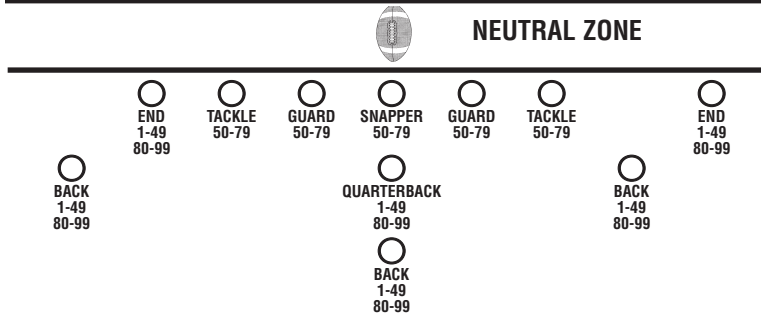 NEUTRAL ZONE
END TACKLE GUARD SNAPPER GUARD TACKLE END
1-49 50-79 50-79 50-79 50-79 50-79 1-49
80-99 80-99
BACK QUARTERBACK BACK
1-49 1-49 1-49
80-99 80-99 80-99
BACK
1-49
80-99